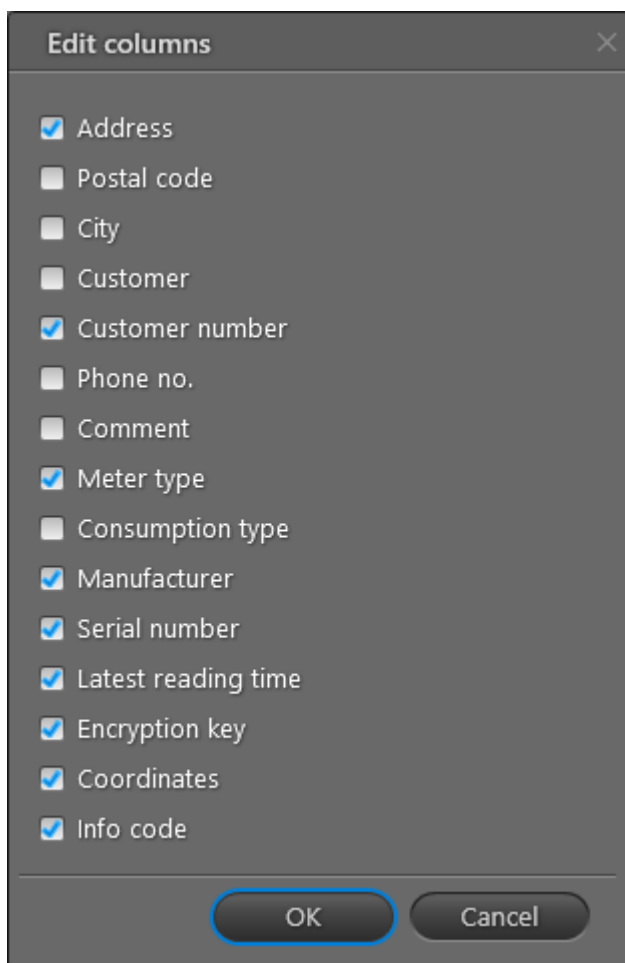 Edit columns
Address
Postal code
City
Customer
Customer number
Phone no.
Comment
Meter type
Consumption type
Manufacturer
Serial number
Latest reading time
Encryption key
Coordinates
Info code
OK Cancel